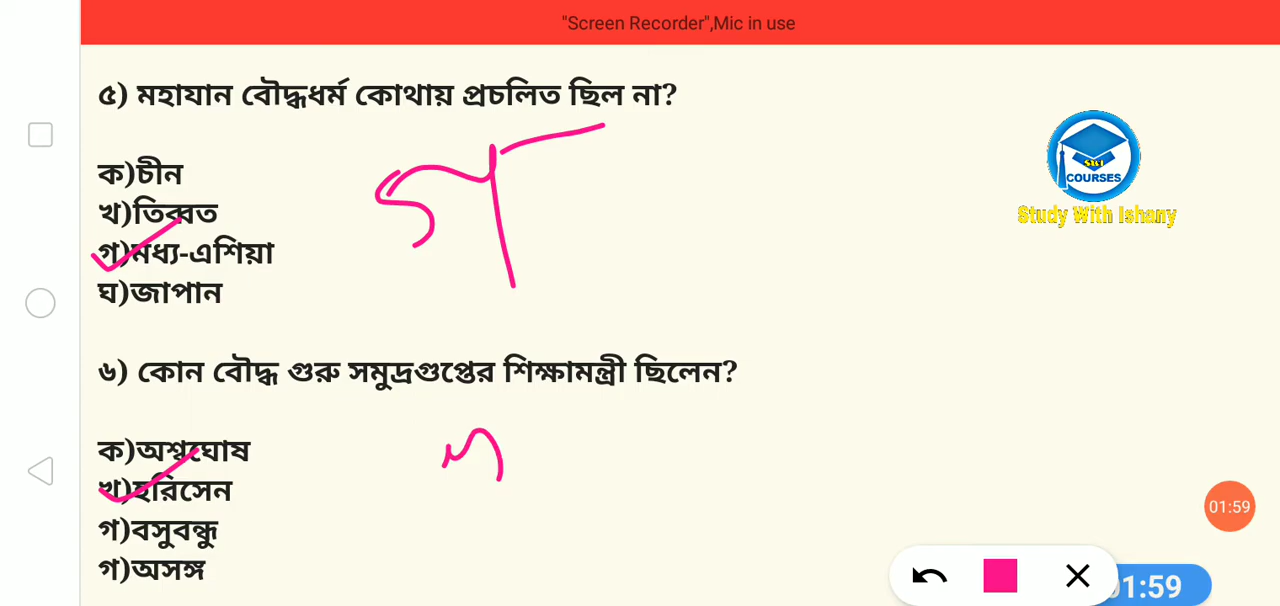 "Screen Recorder",Mic in use
৫) মহাযান বৌদ্ধধর্ম কোথায় প্রচলিত ছিল না?
ক)চীন
খ)তিব্বত
গ)মধ্য-এশিয়া
ঘ)জাপান
COURSES
Study With Ishany
৬) কোন বৌদ্ধ গুরু সমুদ্রগুপ্তের শিক্ষামন্ত্রী ছিলেন?
ক)অশ্বঘোষ
খ)হরিসেন
গ)বসুবন্ধু
গ)অসঙ্গ
01:59
01:59